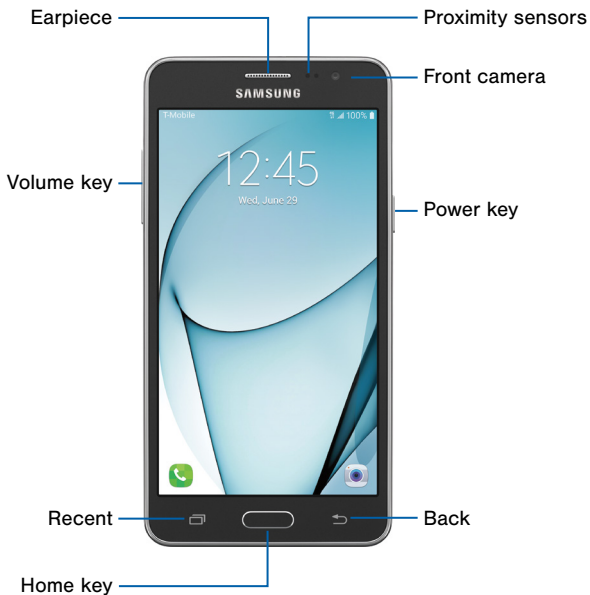 Earpiece
Proximity sensors
Front camera
SAMSUNG
T-Mobile
100%
12:45
Wed, June 29
Volume key
Power key
Recent
Back
Home key